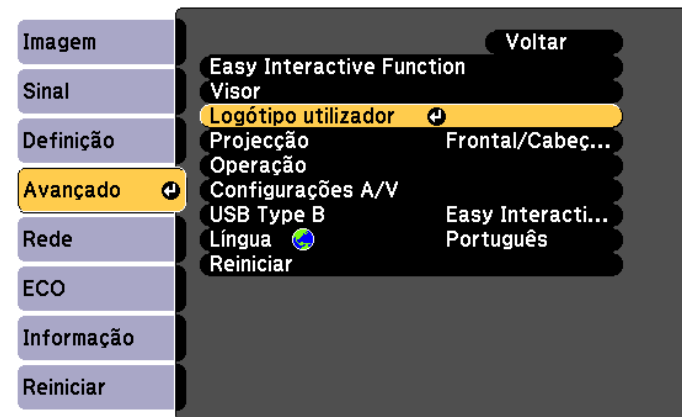 Imagem
Sinal
Definição
Avançado
Rede
ECO
Informação
Reiniciar
Voltar
Easy Interactive Function
Visor
Logótipo utilizador
Projecção Frontal/Cabeç...
Operação
Configurações A/V
USB Type B Easy Interacti...
Língua Português
Reiniciar